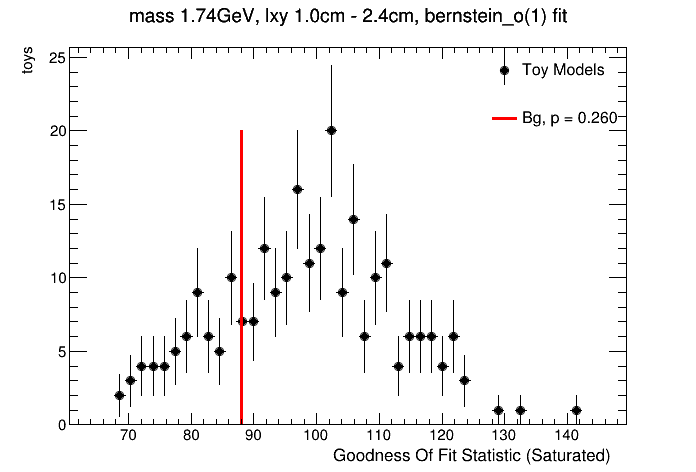 mass 1.74GeV, lxy 1.0cm - 2.4cm, bernstein_o(1) fit
toys
25
20
15
10
5
0
Toy Models
Bg, p = 0.260
70 80 90 100 110 120 130 140
Goodness Of Fit Statistic (Saturated)